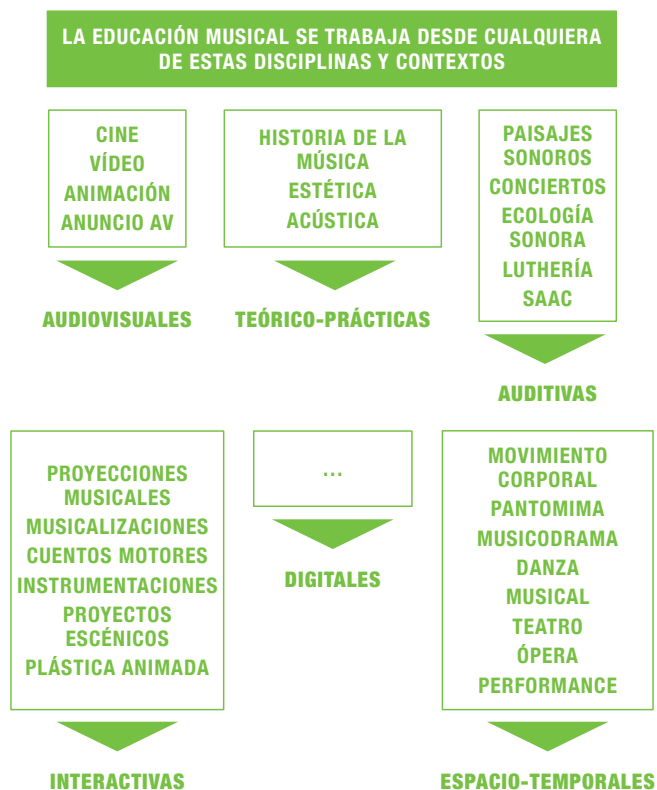 LA EDUCACIÓN MUSICAL SE TRABAJA DESDE CUALQUIERA
DE ESTAS DISCIPLINAS Y CONTEXTOS
CINE
VÍDEO
ANIMACIÓN
ANUNCIO AV
AUDIOVISUALES
HISTORIA DE LA
MÚSICA
ESTÉTICA
ACÚSTICA
TEÓRICO-PRÁCTICAS
PAISAJES
SONOROS
CONCIERTOS
ECOLOGÍA
SONORA
LUTHERÍA
SAAC
AUDITIVAS
PROYECCIONES
MUSICALES
MUSICALIZACIONES
CUENTOS MOTORES
INSTRUMENTACIONES
PROYECTOS
ESCÉNICOS
PLÁSTICA ANIMADA
INTERACTIVAS
...
DIGITALES
MOVIMIENTO
CORPORAL
PANTOMIMA
MUSICODRAMA
DANZA
MUSICAL
TEATRO
ÓPERA
PERFORMANCE
ESPACIO-TEMPORALES